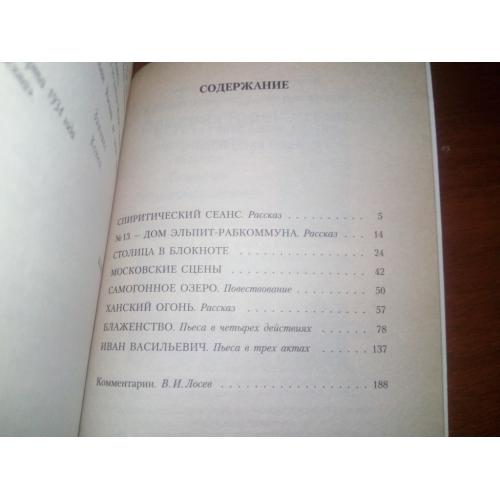 СОДЕРЖАНИЕ
СПИРИТИЧЕСКИЙ СЕАНС. Рассказ . . . . . . . . . . 5
№ 13. – ДОМ ЭЛЬПИТ-РАБКОММУНА. Рассказ . . . 14
СТОЛИЦА В БЛОКНОТЕ . . . . . . . . . . . . . . . . 24
МОСКОВСКИЕ СЦЕНЫ . . . . . . . . . . . . . . . . . 42
САМОГОННОЕ ОЗЕРО. Повествование . . . . . . . . . 50
ХАНСКИЙ ОГОНЬ. Рассказ . . . . . . . . . . . . . . . 57
БЛАЖЕНСТВО. Пьеса в четырех действиях . . . . . . . 78
ИВАН ВАСИЛЬЕВИЧ. Пьеса в трех актах . . . . . . . . 137
Комментарии. В. И. Лосев . . . . . . . . . . . . . . . . 188